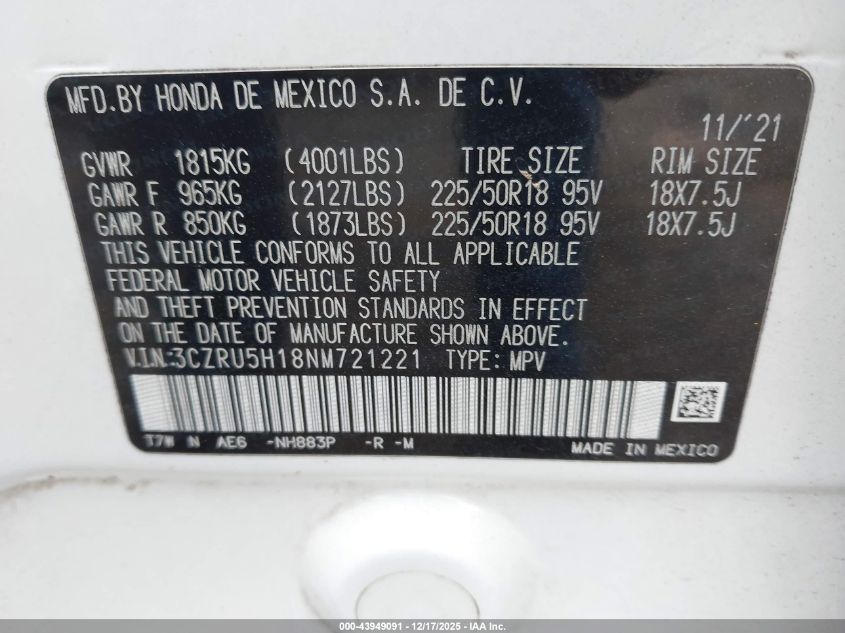 MFD.BY HONDA DE MEXICO S.A. DE C.V.
11/'21
GVWR 1815KG (4001LBS) TIRE SIZE RIM SIZE
GAWR F 965KG (2127LBS) 225/50R18 95V 18X7.5J
GAWR R 850KG (1873LBS) 225/50R18 95V 18X7.5J
THIS VEHICLE CONFORMS TO ALL APPLICABLE
FEDERAL MOTOR VEHICLE SAFETY
AND THEFT PREVENTION STANDARDS IN EFFECT
ON THE DATE OF MANUFACTURE SHOWN ABOVE.
V.I.N:3CZRU5H18NM721221 TYPE: MPV
T7W N AE6 -NH883P -R -M MADE IN MEXICO
000-43949091 - 12/17/2025 - IAA Inc.